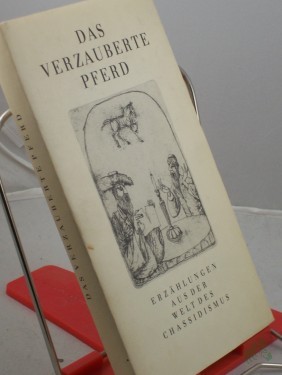 DAS
VERZAUBERTE
PFERD
ERZÄHLUNGEN
AUS DER
WELT DES
CHASSIDISMUS
DAS VERZAUBERTE PFERD